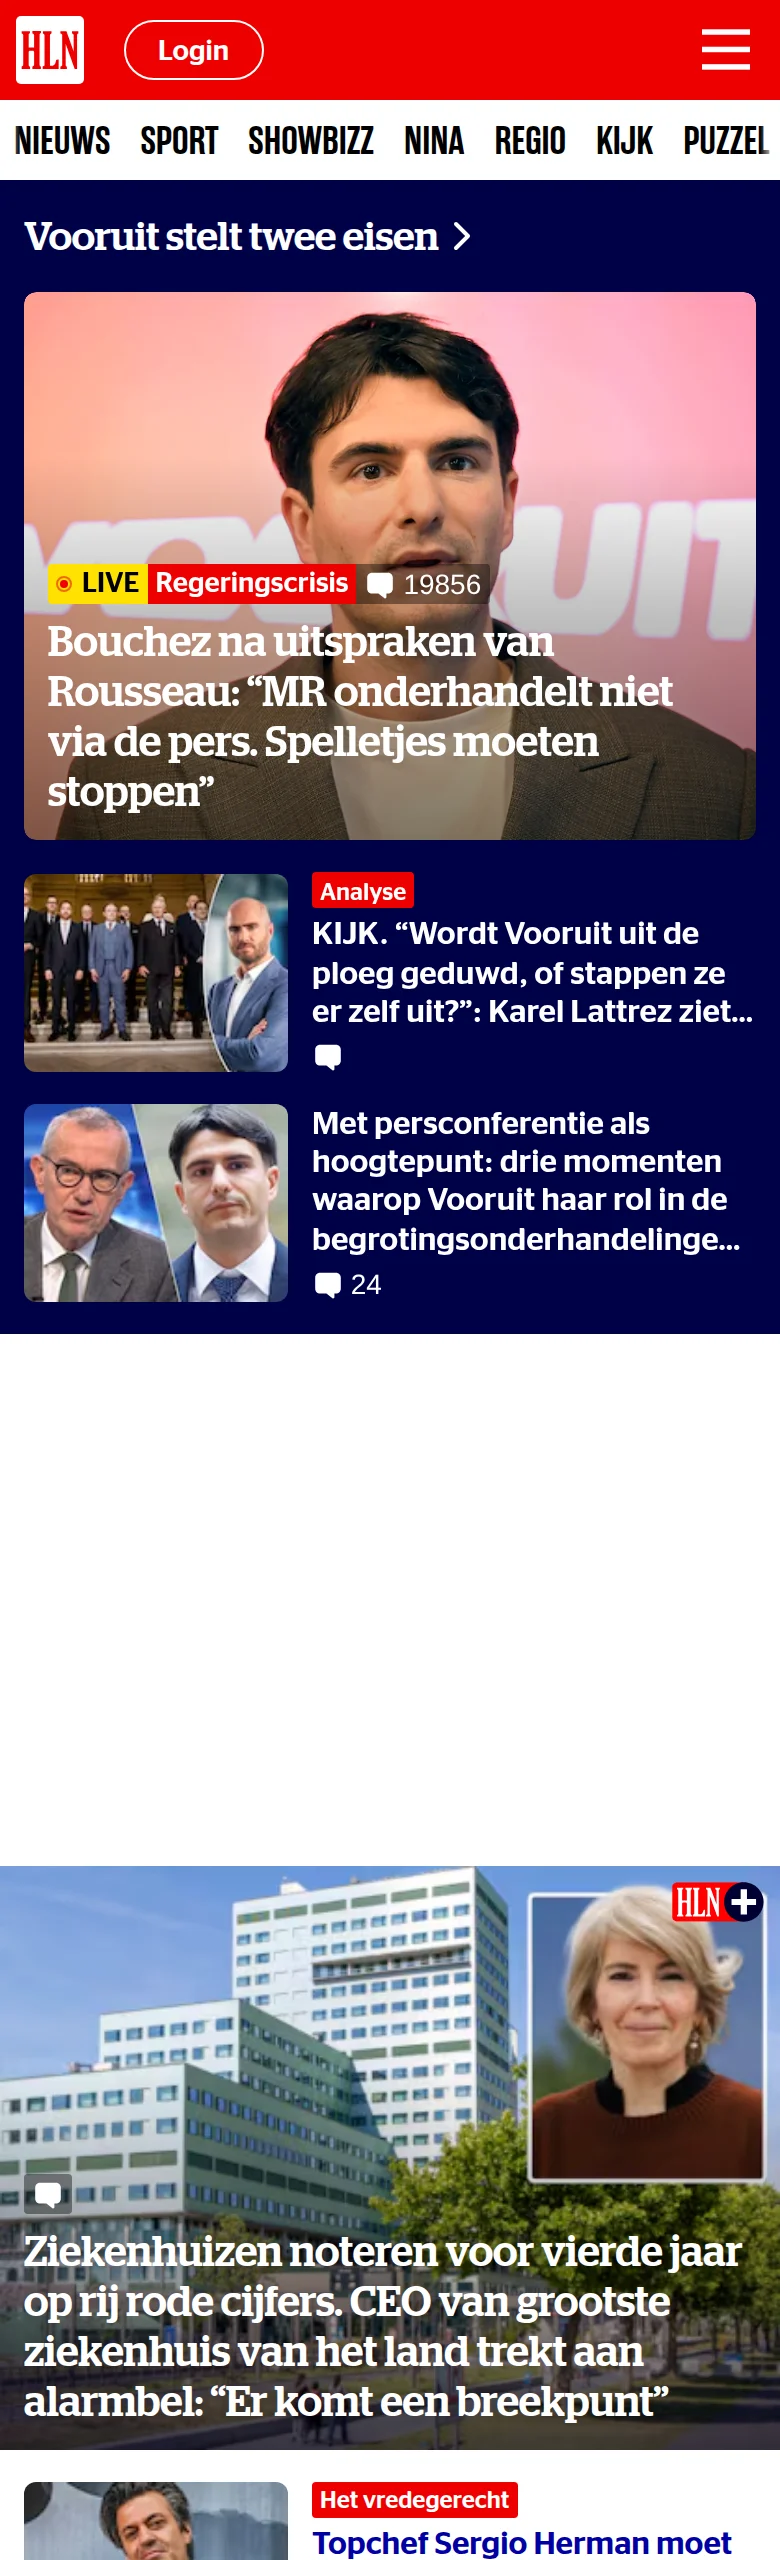 HLN
Login
NIEUWS SPORT SHOWBIZZ NINA REGIO KIJK PUZZEL
Vooruit stelt twee eisen
VOORUIT
LIVE Regeringscrisis 19856
Bouchez na uitspraken van
Rousseau: “MR onderhandelt niet
via de pers. Spelletjes moeten
stoppen”
Analyse
KIJK. “Wordt Vooruit uit de
ploeg geduwd, of stappen ze
er zelf uit?”: Karel Lattrez ziet...
Met persconferentie als
hoogtepunt: drie momenten
waarop Vooruit haar rol in de
begrotingsonderhandelinge...
24
HLN+
Ziekenhuizen noteren voor vierde jaar
op rij rode cijfers. CEO van grootste
ziekenhuis van het land trekt aan
alarmbel: “Er komt een breekpunt”
Het vredegerecht
Topchef Sergio Herman moet